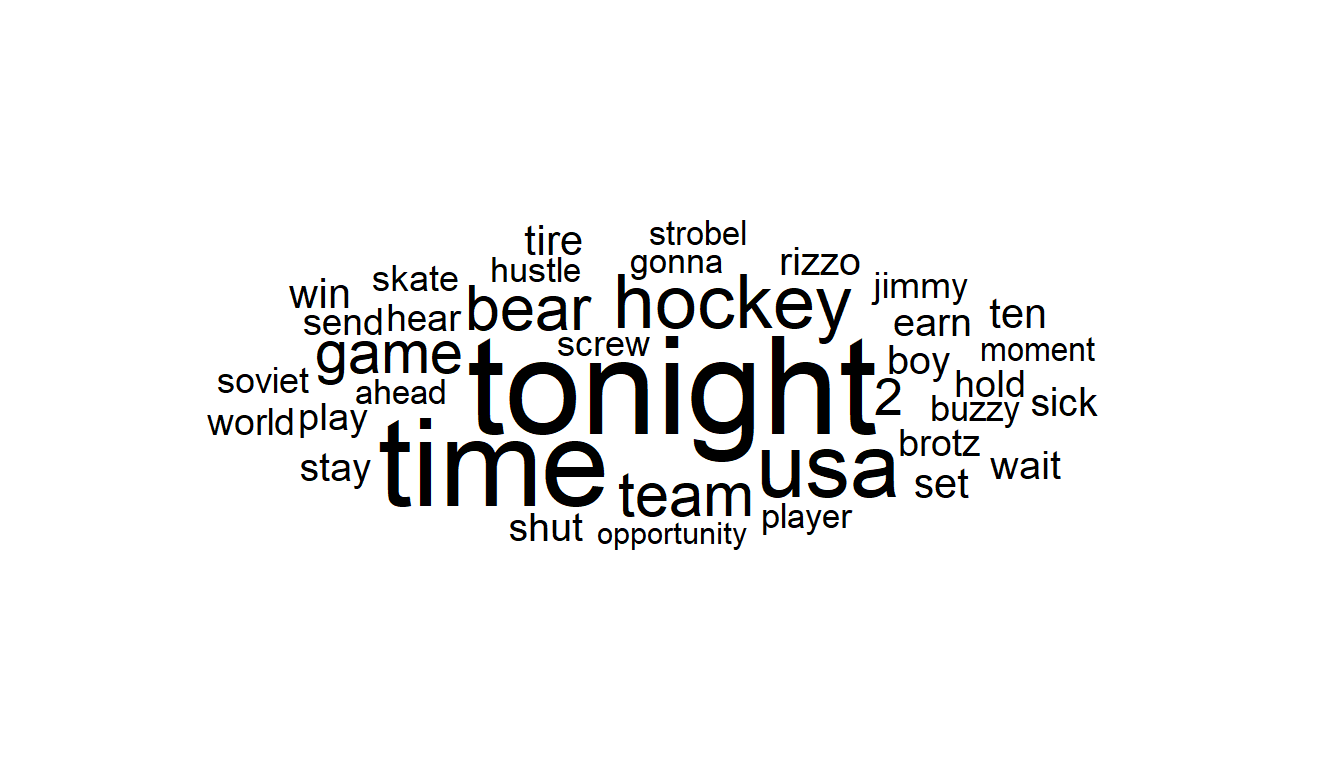 strobel
tire
gonna
rizzo
hustle
skate
jimmy
win
hockey
bear
ten
send
hear
earn
screw
moment
game
boy
soviet
tonight
hold
ahead
2
sick
buzzy
world
play
brotz
stay
time
usa
wait
set
team
player
shut
opportunity